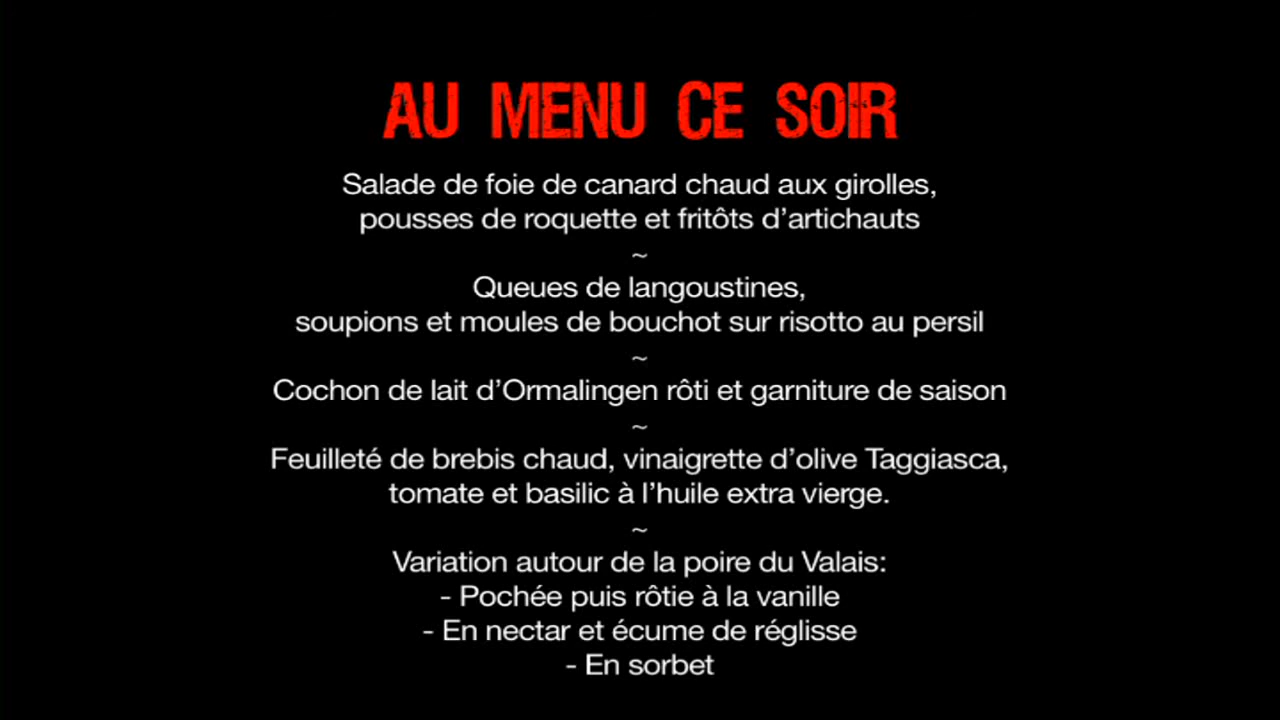 AU MENU CE SOIR
Salade de foie de canard chaud aux girolles,
pousses de roquette et fritôts d’artichauts
~
Queues de langoustines,
soupions et moules de bouchot sur risotto au persil
~
Cochon de lait d’Ormalingen rôti et garniture de saison
~
Feuilleté de brebis chaud, vinaigrette d’olive Taggiasca,
tomate et basilic à l’huile extra vierge.
~
Variation autour de la poire du Valais:
- Pochée puis rôtie à la vanille
- En nectar et écume de réglisse
- En sorbet